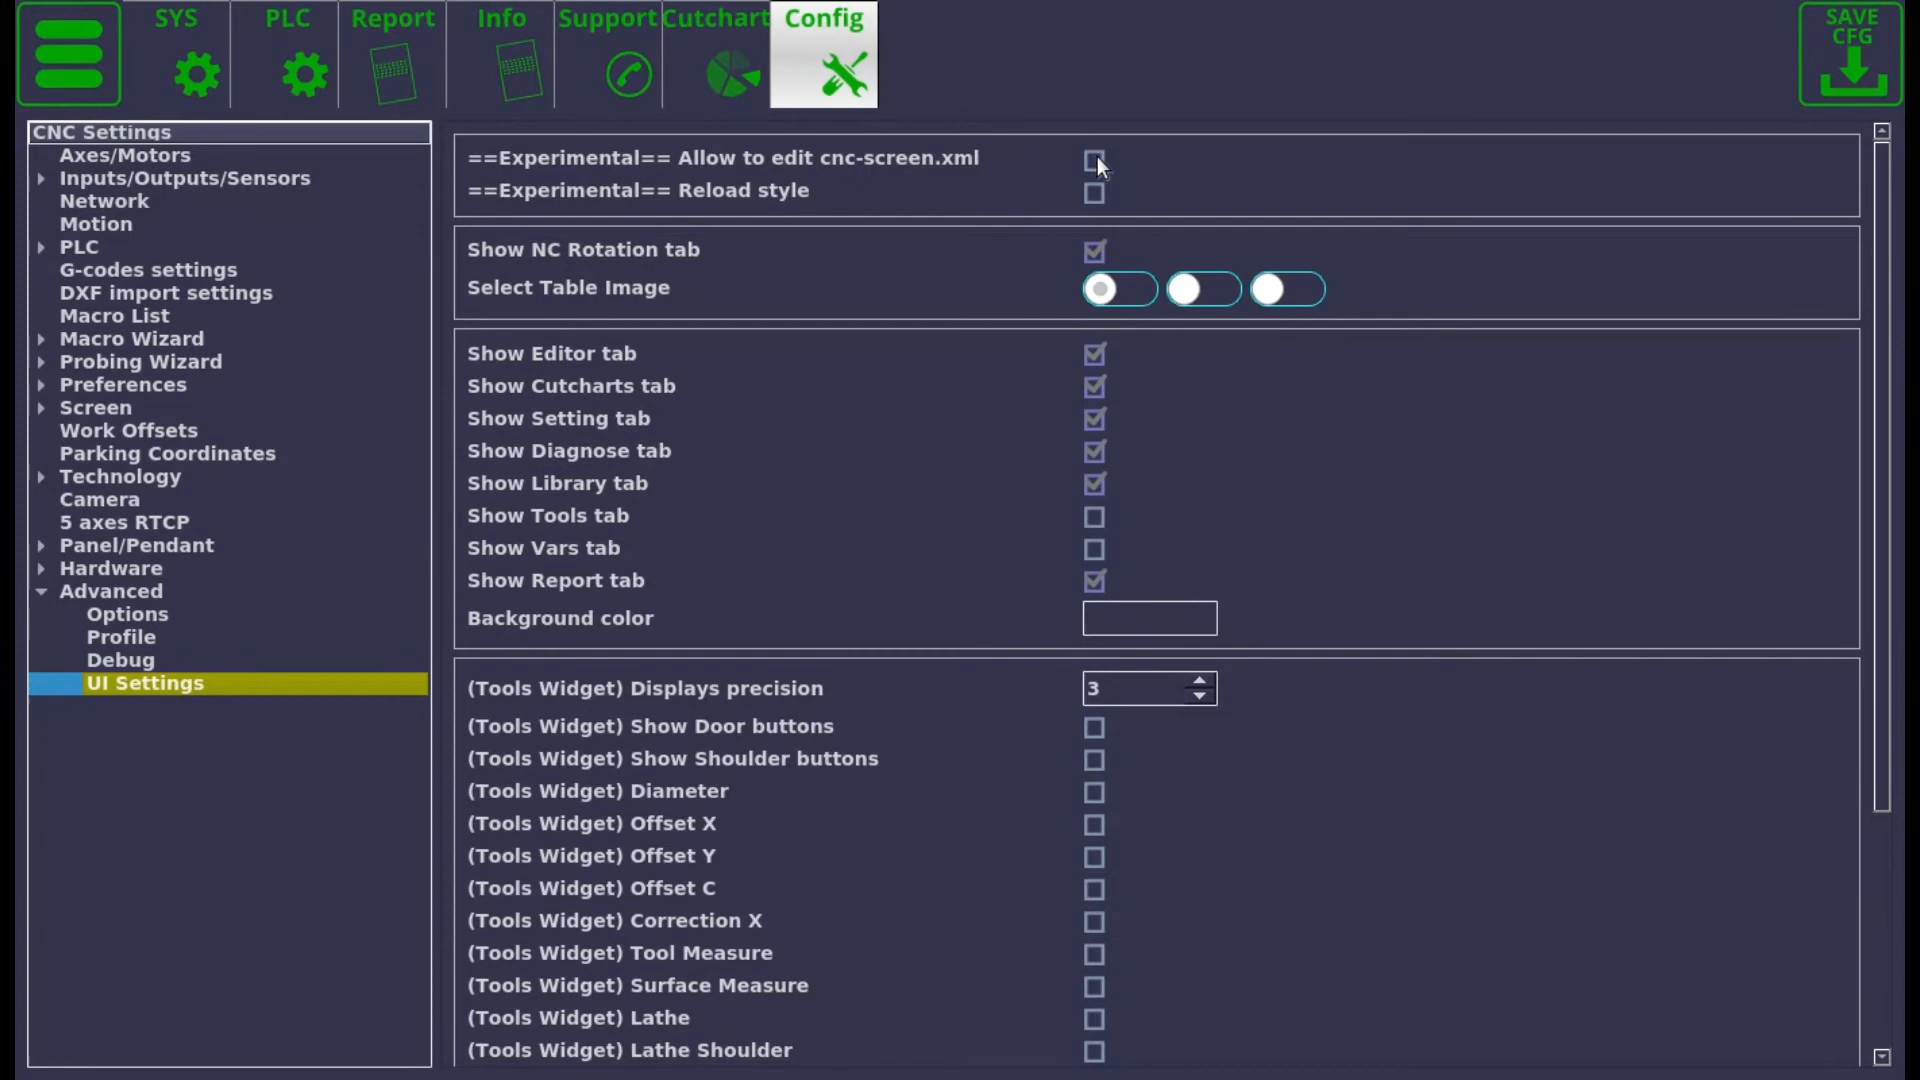 SYS
PLC
Report
Info
Support
Cutchart
Config
SAVE
CFG
CNC Settings
Axes/Motors
Inputs/Outputs/Sensors
Network
Motion
PLC
G-codes settings
DXF import settings
Macro List
Macro Wizard
Probing Wizard
Preferences
Screen
Work Offsets
Parking Coordinates
Technology
Camera
5 axes RTCP
Panel/Pendant
Hardware
Advanced
Options
Profile
Debug
UI Settings
==Experimental== Allow to edit cnc-screen.xml
==Experimental== Reload style
Show NC Rotation tab
Select Table Image
Show Editor tab
Show Cutcharts tab
Show Setting tab
Show Diagnose tab
Show Library tab
Show Tools tab
Show Vars tab
Show Report tab
Background color
(Tools Widget) Displays precision 3
(Tools Widget) Show Door buttons
(Tools Widget) Show Shoulder buttons
(Tools Widget) Diameter
(Tools Widget) Offset X
(Tools Widget) Offset Y
(Tools Widget) Offset C
(Tools Widget) Correction X
(Tools Widget) Tool Measure
(Tools Widget) Surface Measure
(Tools Widget) Lathe
(Tools Widget) Lathe Shoulder